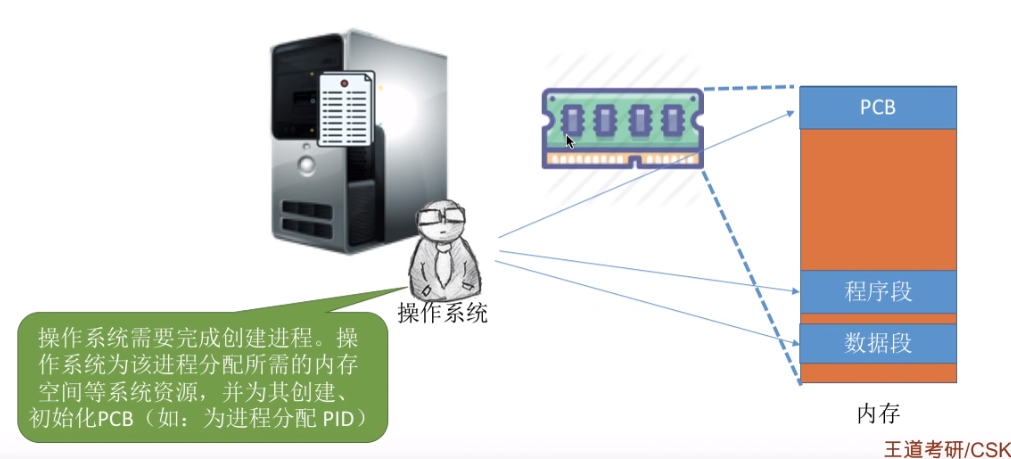 PCB
程序段
数据段
内存
操作系统
操作系统需要完成创建进程。操
作系统为该进程分配所需的内存
空间等系统资源，并为其创建、
初始化PCB（如：为进程分配 PID）
王道考研/CSK